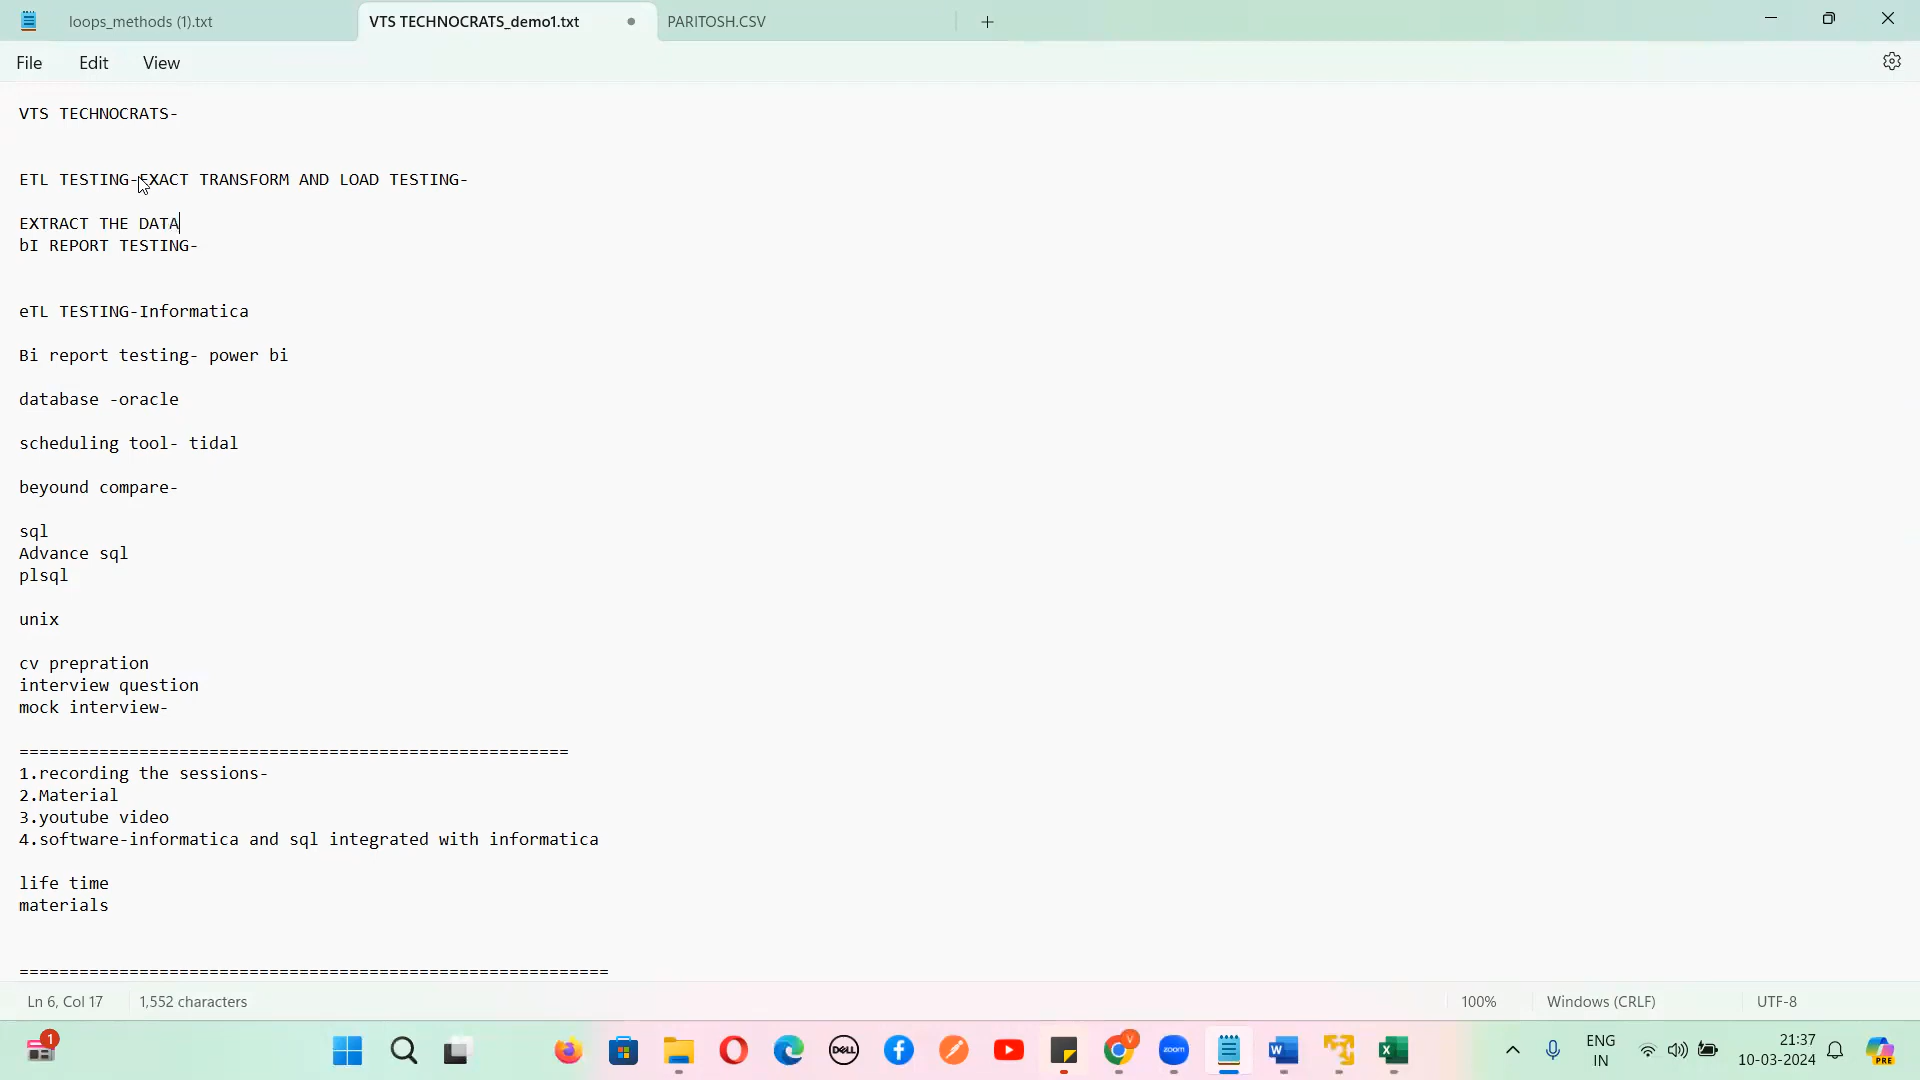 loops_methods (1).txt
VTS TECHNOCRATS_demo1.txt
PARITOSH.CSV
File
Edit
View
VTS TECHNOCRATS-
ETL TESTING-EXACT TRANSFORM AND LOAD TESTING-
EXTRACT THE DATA
bI REPORT TESTING-
eTL TESTING-Informatica
Bi report testing- power bi
database -oracle
scheduling tool- tidal
beyound compare-
sql
Advance sql
plsql
unix
cv prepration
interview question
mock interview-
=======================================================
1.recording the sessions-
2.Material
3.youtube video
4.software-informatica and sql integrated with informatica
life time
materials
===========================================================
Ln 6, Col 17
1,552 characters
100%
Windows (CRLF)
UTF-8
1
DELL
zoom
V
W
X
ENG
IN
21:37
10-03-2024
PRE